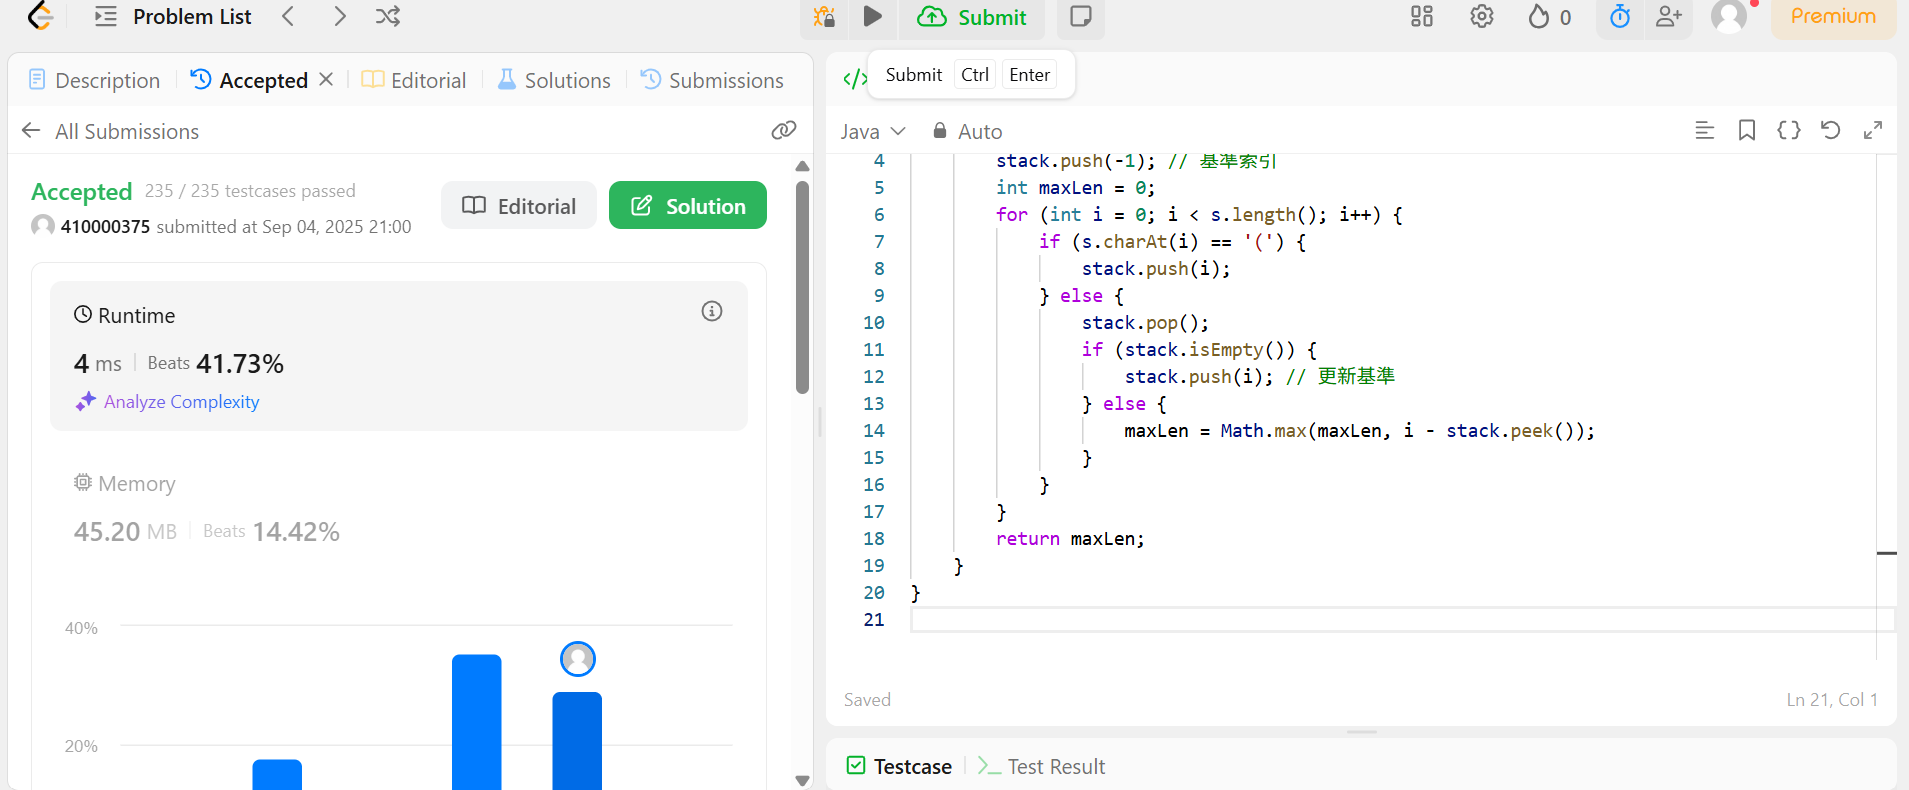 Problem List
Submit
0
Premium
Description
Accepted
Editorial
Solutions
Submissions
</>
Submit Ctrl Enter
All Submissions
Java
Auto
Accepted 235 / 235 testcases passed
410000375 submitted at Sep 04, 2025 21:00
Editorial
Solution
Runtime
4 ms Beats 41.73%
Analyze Complexity
Memory
45.20 MB Beats 14.42%
40%
20%
4 stack.push(-1); // 基準索引
5 int maxLen = 0;
6 for (int i = 0; i < s.length(); i++) {
7 if (s.charAt(i) == '(') {
8 stack.push(i);
9 } else {
10 stack.pop();
11 if (stack.isEmpty()) {
12 stack.push(i); // 更新基準
13 } else {
14 maxLen = Math.max(maxLen, i - stack.peek());
15 }
16 }
17 }
18 return maxLen;
19 }
20 }
21
Saved
Ln 21, Col 1
Testcase
Test Result